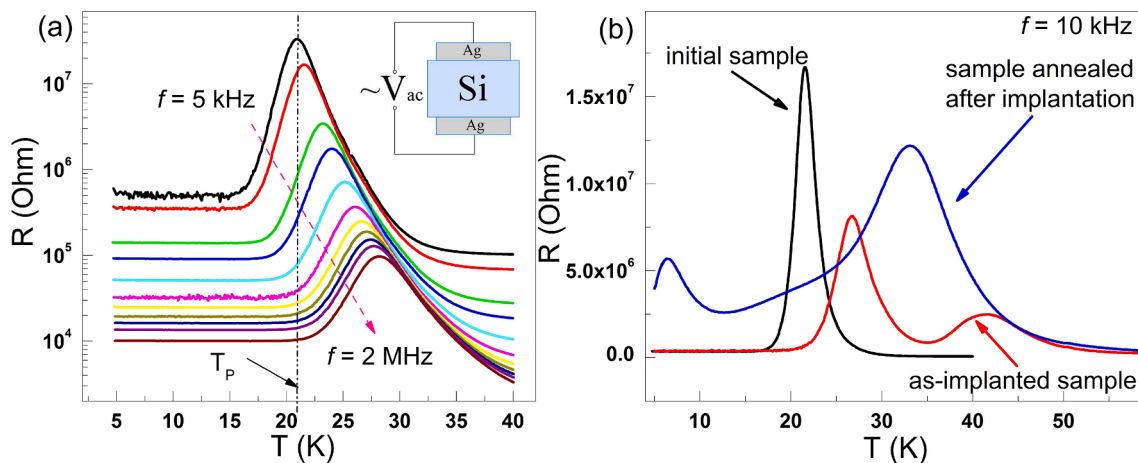 (a)
Ag
~Vac
Si
Ag
f = 5 kHz
f = 2 MHz
TP
10^7
10^6
10^5
10^4
R (Ohm)
5 10 15 20 25 30 35 40
T (K)
(b)
f = 10 kHz
initial sample
sample annealed
after implantation
as-implanted sample
1.5x10^7
1.0x10^7
5.0x10^6
0.0
R (Ohm)
10 20 30 40 50
T (K)